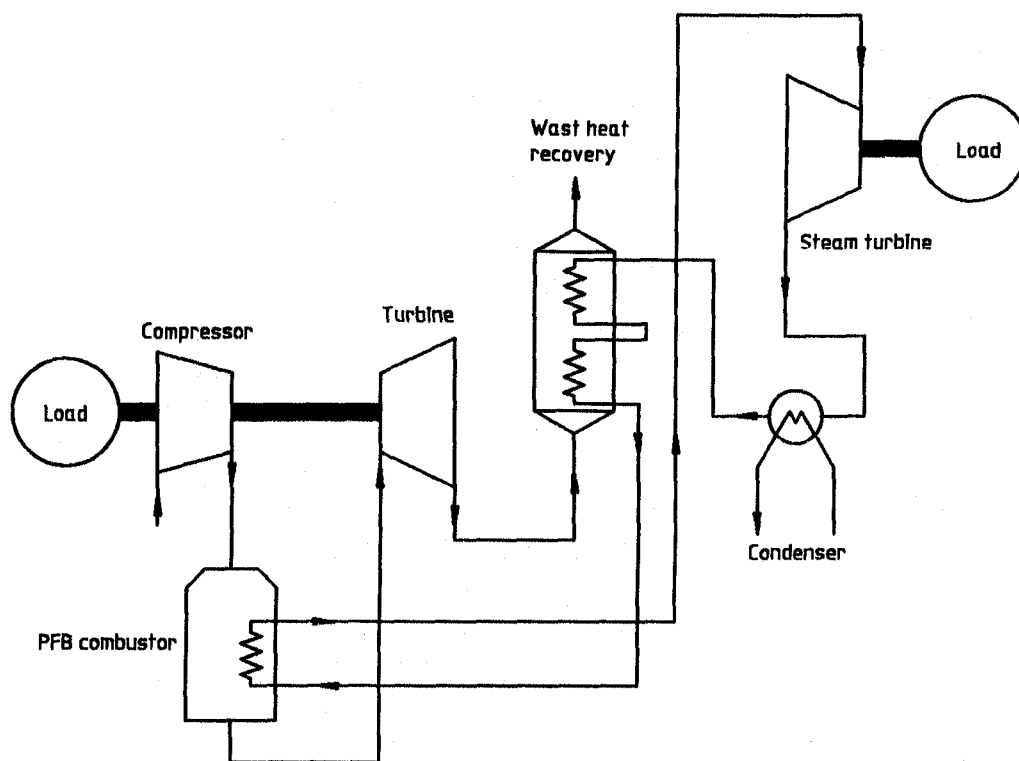 Wast heat
recovery
Load
Steam turbine
Turbine
Compressor
Load
Condenser
PFB combustor